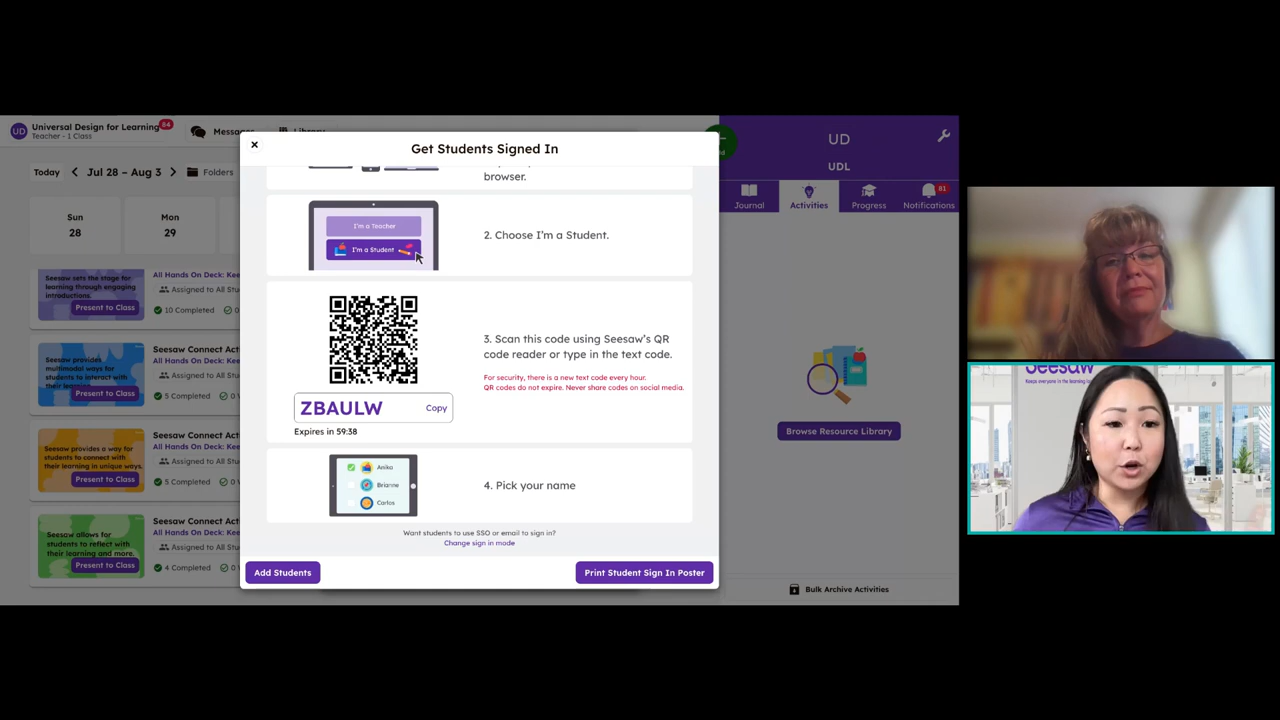 UD
Universal Design for Learning
84
Teacher - 1 Class
Today
Jul 28 – Aug 3
Folders
Sun
28
Mon
29
Seesaw sets the stage for
learning through engaging
introductions.
Present to Class
All Hands On Deck: Kee
Assigned to All Stu
10 Completed
Seesaw provides
multimodal ways for
students to interact with
Present to Class
Seesaw Connect Acti
All Hands On Deck: Kee
Assigned to All Stu
5 Completed
Seesaw provides a way for
students to connect with
their learning in unique ways.
Present to Class
Seesaw Connect Acti
All Hands On Deck: Kee
Assigned to All Stu
5 Completed
Seesaw allows for
students to reflect with
their learning and more.
Present to Class
Seesaw Connect Acti
All Hands On Deck: Kee
Assigned to All Stu
4 Completed
Get Students Signed In
browser.
I'm a Teacher
I'm a Student
2. Choose I'm a Student.
3. Scan this code using Seesaw's QR
code reader or type in the text code.
For security, there is a new text code every hour.
QR codes do not expire. Never share codes on social media.
ZBAULW
Copy
Expires in 59:38
Anika
Brianne
Carlos
4. Pick your name
Want students to use SSO or email to sign in?
Change sign in mode
Add Students
Print Student Sign In Poster
UD
UDL
Journal
Activities
Progress
Notifications
81
Browse Resource Library
Bulk Archive Activities
Seesaw